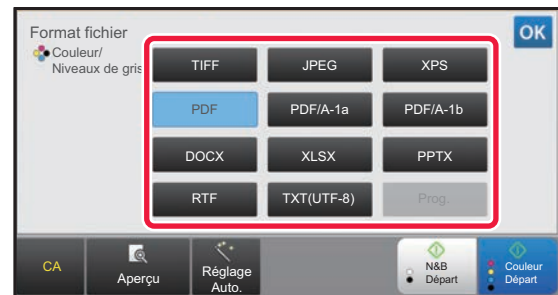 Format fichier
OK
Couleur/
Niveaux de gris
TIFF JPEG XPS
PDF PDF/A-1a PDF/A-1b
DOCX XLSX PPTX
RTF TXT(UTF-8) Prog.
CA
Aperçu
Réglage
Auto.
N&B
Départ
Couleur
Départ